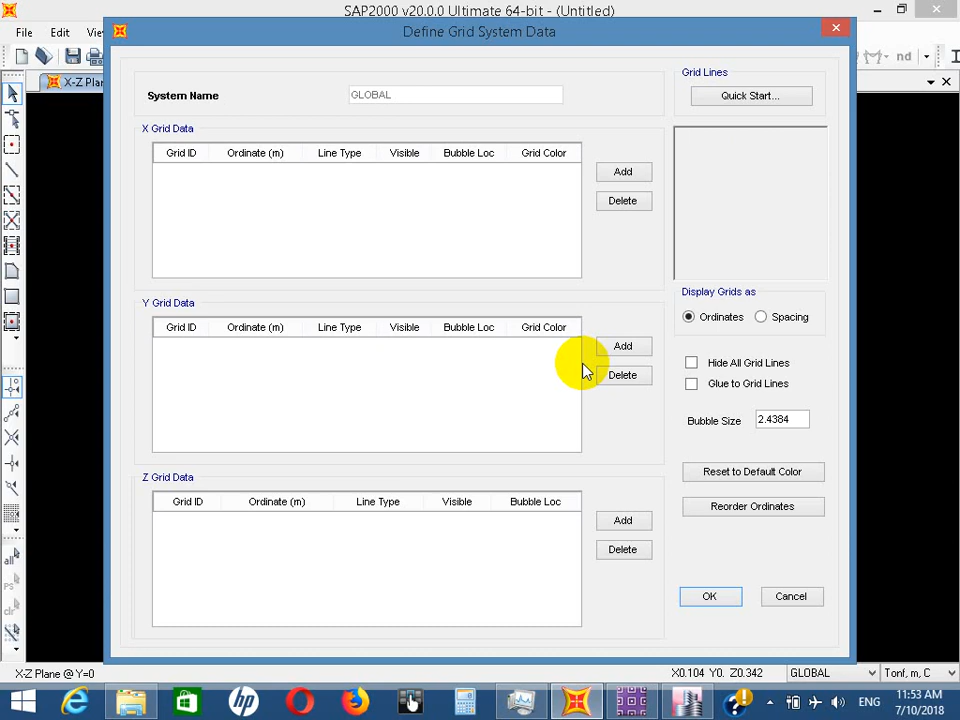 SAP2000 v20.0.0 Ultimate 64-bit - (Untitled)
File Edit
X-Z Plan
nd
Define Grid System Data
System Name GLOBAL
Grid Lines
Quick Start...
X Grid Data
Grid ID Ordinate (m) Line Type Visible Bubble Loc Grid Color
Add
Delete
Y Grid Data
Grid ID Ordinate (m) Line Type Visible Bubble Loc Grid Color
Add
Delete
Display Grids as
Ordinates Spacing
Hide All Grid Lines
Glue to Grid Lines
Bubble Size 2.4384
Z Grid Data
Grid ID Ordinate (m) Line Type Visible Bubble Loc
Add
Delete
Reset to Default Color
Reorder Ordinates
OK Cancel
all
PS
clr
X-Z Plane @ Y=0 X0.104 Y0. Z0.342 GLOBAL Tonf, m, C
hp
ENG
11:53 AM
7/10/2018